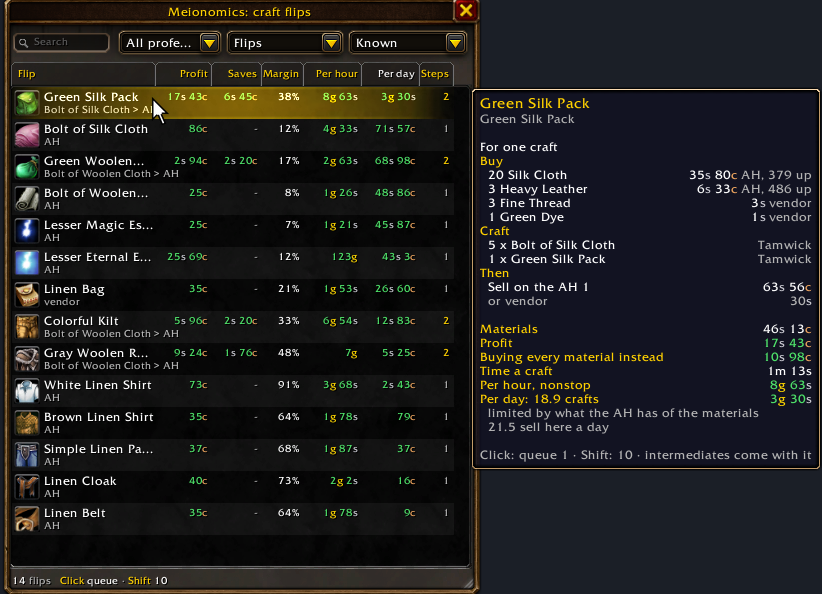 Meionomics: craft flips
Search
All profe...
Flips
Known
Flip Profit Saves Margin Per hour Per day Steps
Green Silk Pack 17s 43c 6s 45c 38% 8g 63s 3g 30s 2
Bolt of Silk Cloth > AH
Bolt of Silk Cloth 86c - 12% 4g 33s 71s 57c 1
AH
Green Woolen... 2s 94c 2s 20c 17% 2g 63s 68s 98c 2
Bolt of Woolen Cloth > AH
Bolt of Woolen... 25c - 8% 1g 26s 48s 86c 1
AH
Lesser Magic Es... 25c - 7% 1g 21s 45s 87c 1
AH
Lesser Eternal E... 25s 69c - 12% 123g 43s 3c 1
AH
Linen Bag 35c - 21% 1g 53s 26s 60c 1
vendor
Colorful Kilt 5s 96c 2s 20c 33% 6g 54s 12s 83c 2
Bolt of Woolen Cloth > AH
Gray Woolen R... 9s 24c 1s 76c 48% 7g 5s 25c 2
Bolt of Woolen Cloth > AH
White Linen Shirt 73c - 91% 3g 68s 2s 43c 1
AH
Brown Linen Shirt 35c - 64% 1g 78s 79c 1
AH
Simple Linen Pa... 37c - 68% 1g 87s 37c 1
AH
Linen Cloak 40c - 73% 2g 2s 16c 1
AH
Linen Belt 35c - 64% 1g 78s 9c 1
AH
14 flips Click queue · Shift 10
Green Silk Pack
Green Silk Pack
For one craft
Buy
20 Silk Cloth 35s 80c AH, 379 up
3 Heavy Leather 6s 33c AH, 486 up
3 Fine Thread 3s vendor
1 Green Dye 1s vendor
Craft
5 x Bolt of Silk Cloth Tamwick
1 x Green Silk Pack Tamwick
Then
Sell on the AH 1 63s 56c
or vendor 30s
Materials 46s 13c
Profit 17s 43c
Buying every material instead 10s 98c
Time a craft 1m 13s
Per hour, nonstop 8g 63s
Per day: 18.9 crafts 3g 30s
limited by what the AH has of the materials
21.5 sell here a day
Click: queue 1 · Shift: 10 · intermediates come with it